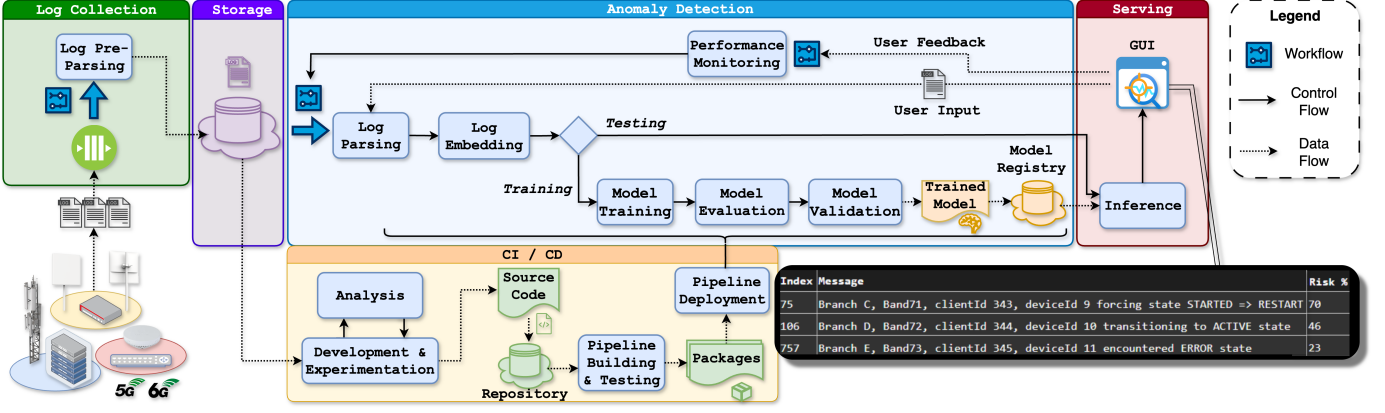 Log Collection
Log Pre-
Parsing
5G 6G
Storage
LOG
Anomaly Detection
Performance
Monitoring
User Feedback
User Input
Log
Parsing
Log
Embedding
Testing
Training
Model
Training
Model
Evaluation
Model
Validation
Trained
Model
Model
Registry
Serving
GUI
Inference
Legend
Workflow
Control
Flow
Data
Flow
CI / CD
Analysis
Development &
Experimentation
Source
Code
Repository
Pipeline
Building
& Testing
Packages
Pipeline
Deployment
Index Message Risk %
75 Branch C, Band71, clientId 343, deviceId 9 forcing state STARTED => RESTART 70
106 Branch D, Band72, clientId 344, deviceId 10 transitioning to ACTIVE state 46
757 Branch E, Band73, clientId 345, deviceId 11 encountered ERROR state 23